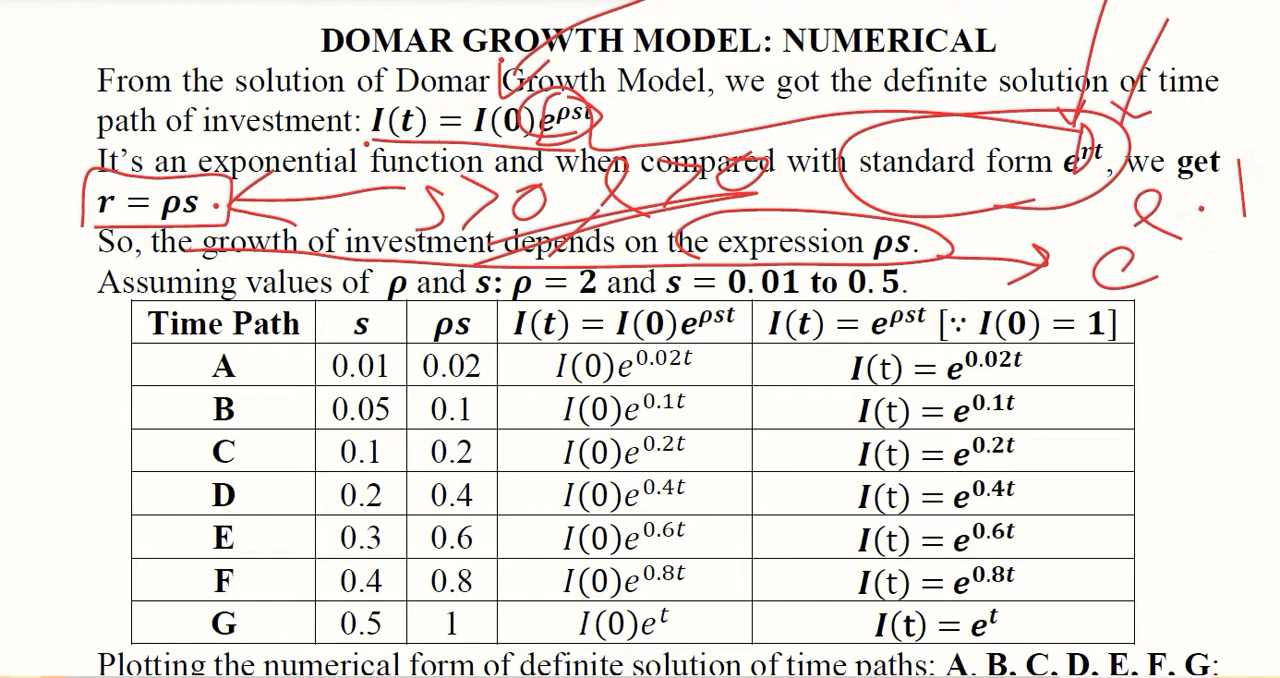 DOMAR GROWTH MODEL: NUMERICAL
From the solution of Domar Growth Model, we got the definite solution of time
path of investment: I(t) = I(0)e^ρst
It's an exponential function and when compared with standard form e^rt, we get
r = ρs . s > 0
So, the growth of investment depends on the expression ρs.
Assuming values of ρ and s: ρ = 2 and s = 0.01 to 0.5.
Time Path s ρs I(t) = I(0)e^ρst I(t) = e^ρst [∵ I(0) = 1]
A 0.01 0.02 I(0)e^0.02t I(t) = e^0.02t
B 0.05 0.1 I(0)e^0.1t I(t) = e^0.1t
C 0.1 0.2 I(0)e^0.2t I(t) = e^0.2t
D 0.2 0.4 I(0)e^0.4t I(t) = e^0.4t
E 0.3 0.6 I(0)e^0.6t I(t) = e^0.6t
F 0.4 0.8 I(0)e^0.8t I(t) = e^0.8t
G 0.5 1 I(0)e^t I(t) = e^t
Plotting the numerical form of definite solution of time paths: A, B, C, D, E, F, G: